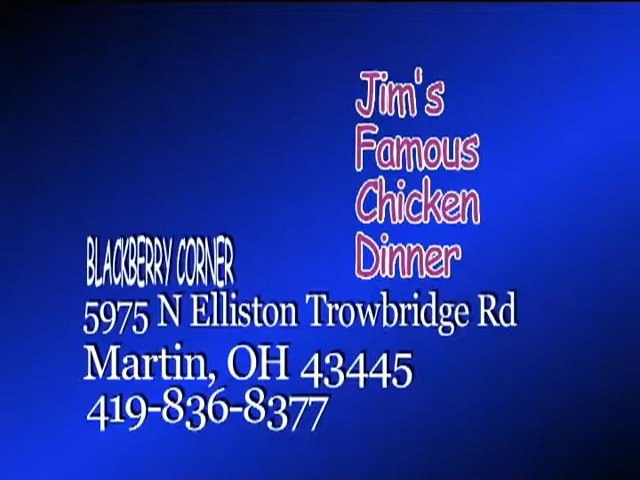 Jim's
Famous
Chicken
Dinner
BLACKBERRY CORNER
5975 N Elliston Trowbridge Rd
Martin, OH 43445
419-836-8377